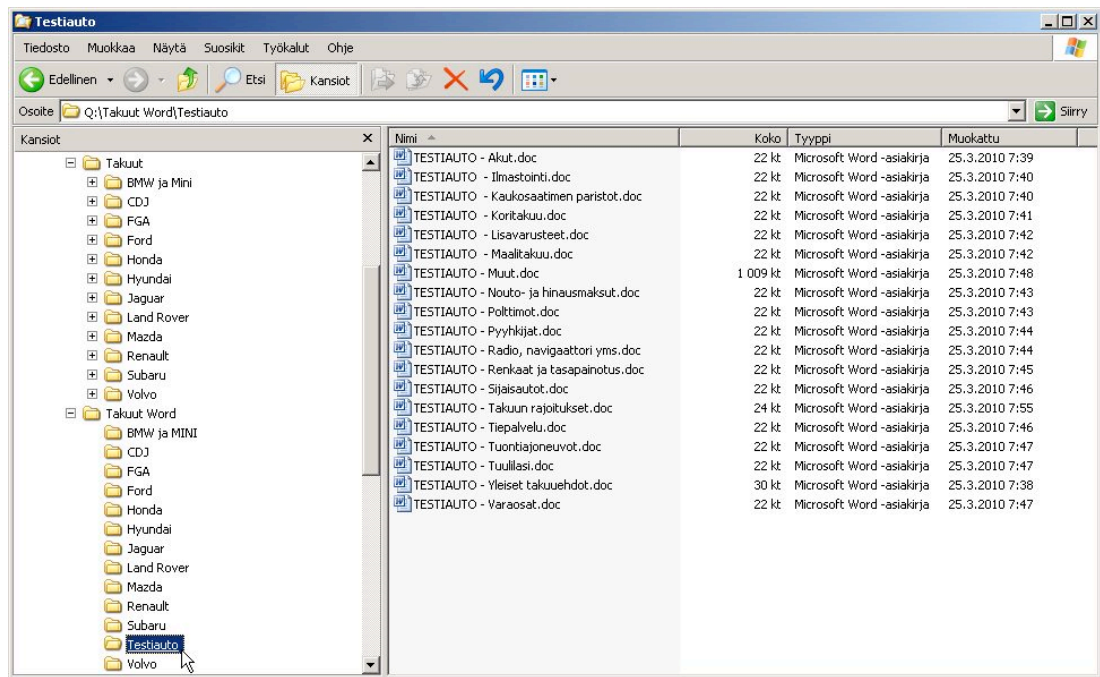 Testiauto
Tiedosto Muokkaa Näytä Suosikit Työkalut Ohje
Edellinen Etsi Kansiot
Osoite Q:\Takuut Word\Testiauto Siirry
Kansiot
Takuut
BMW ja Mini
CDJ
FGA
Ford
Honda
Hyundai
Jaguar
Land Rover
Mazda
Renault
Subaru
Volvo
Takuut Word
BMW ja MINI
CDJ
FGA
Ford
Honda
Hyundai
Jaguar
Land Rover
Mazda
Renault
Subaru
Testiauto
Volvo
Nimi Koko Tyyppi Muokattu
TESTIAUTO - Akut.doc 22 kt Microsoft Word -asiakirja 25.3.2010 7:39
TESTIAUTO - Ilmastointi.doc 22 kt Microsoft Word -asiakirja 25.3.2010 7:40
TESTIAUTO - Kaukosaatimen paristot.doc 22 kt Microsoft Word -asiakirja 25.3.2010 7:40
TESTIAUTO - Koritakuu.doc 22 kt Microsoft Word -asiakirja 25.3.2010 7:41
TESTIAUTO - Lisavarusteet.doc 22 kt Microsoft Word -asiakirja 25.3.2010 7:42
TESTIAUTO - Maalitakuu.doc 22 kt Microsoft Word -asiakirja 25.3.2010 7:42
TESTIAUTO - Muut.doc 1 009 kt Microsoft Word -asiakirja 25.3.2010 7:48
TESTIAUTO - Nouto- ja hinausmaksut.doc 22 kt Microsoft Word -asiakirja 25.3.2010 7:43
TESTIAUTO - Polttimot.doc 22 kt Microsoft Word -asiakirja 25.3.2010 7:43
TESTIAUTO - Pyyhkijat.doc 22 kt Microsoft Word -asiakirja 25.3.2010 7:44
TESTIAUTO - Radio, navigaattori yms.doc 22 kt Microsoft Word -asiakirja 25.3.2010 7:44
TESTIAUTO - Renkaat ja tasapainotus.doc 22 kt Microsoft Word -asiakirja 25.3.2010 7:45
TESTIAUTO - Sijaisautot.doc 22 kt Microsoft Word -asiakirja 25.3.2010 7:46
TESTIAUTO - Takuun rajoitukset.doc 24 kt Microsoft Word -asiakirja 25.3.2010 7:55
TESTIAUTO - Tiepalvelu.doc 22 kt Microsoft Word -asiakirja 25.3.2010 7:46
TESTIAUTO - Tuontiajoneuvot.doc 22 kt Microsoft Word -asiakirja 25.3.2010 7:47
TESTIAUTO - Tuulilasi.doc 22 kt Microsoft Word -asiakirja 25.3.2010 7:47
TESTIAUTO - Yleiset takuuehdot.doc 30 kt Microsoft Word -asiakirja 25.3.2010 7:38
TESTIAUTO - Varaosat.doc 22 kt Microsoft Word -asiakirja 25.3.2010 7:47